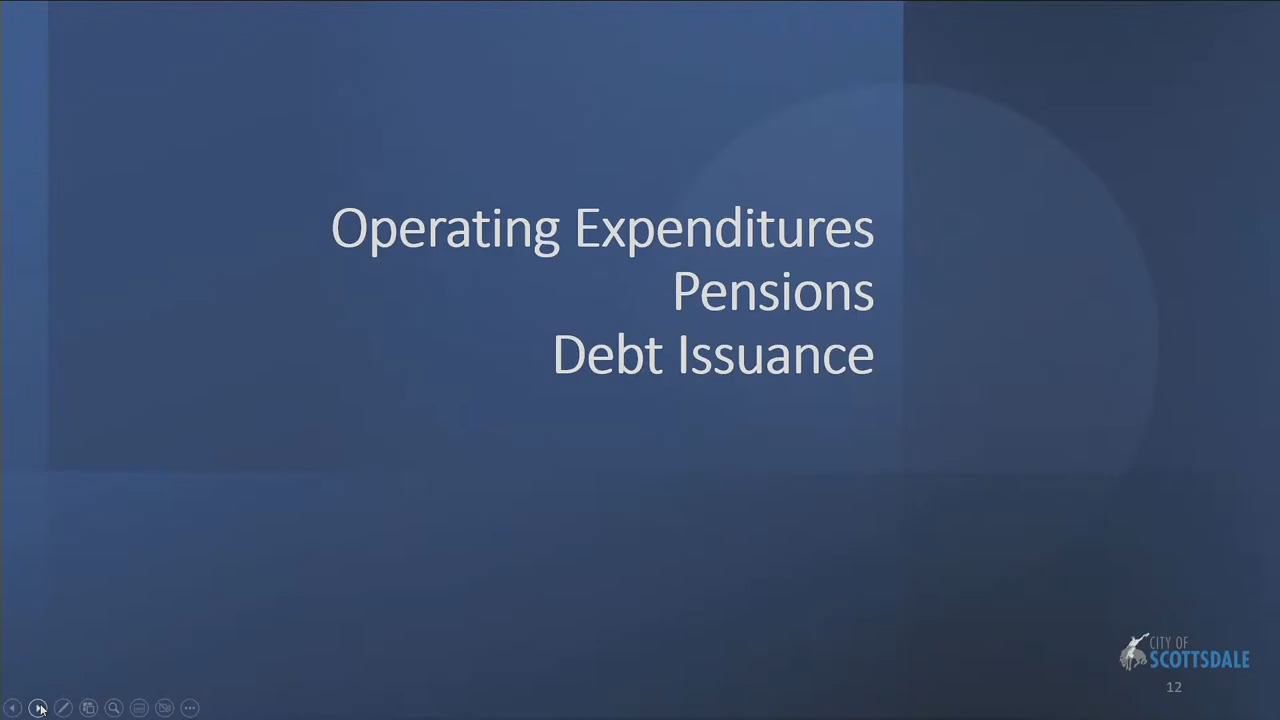 Operating Expenditures
Pensions
Debt Issuance
CITY OF
SCOTTSDALE
12